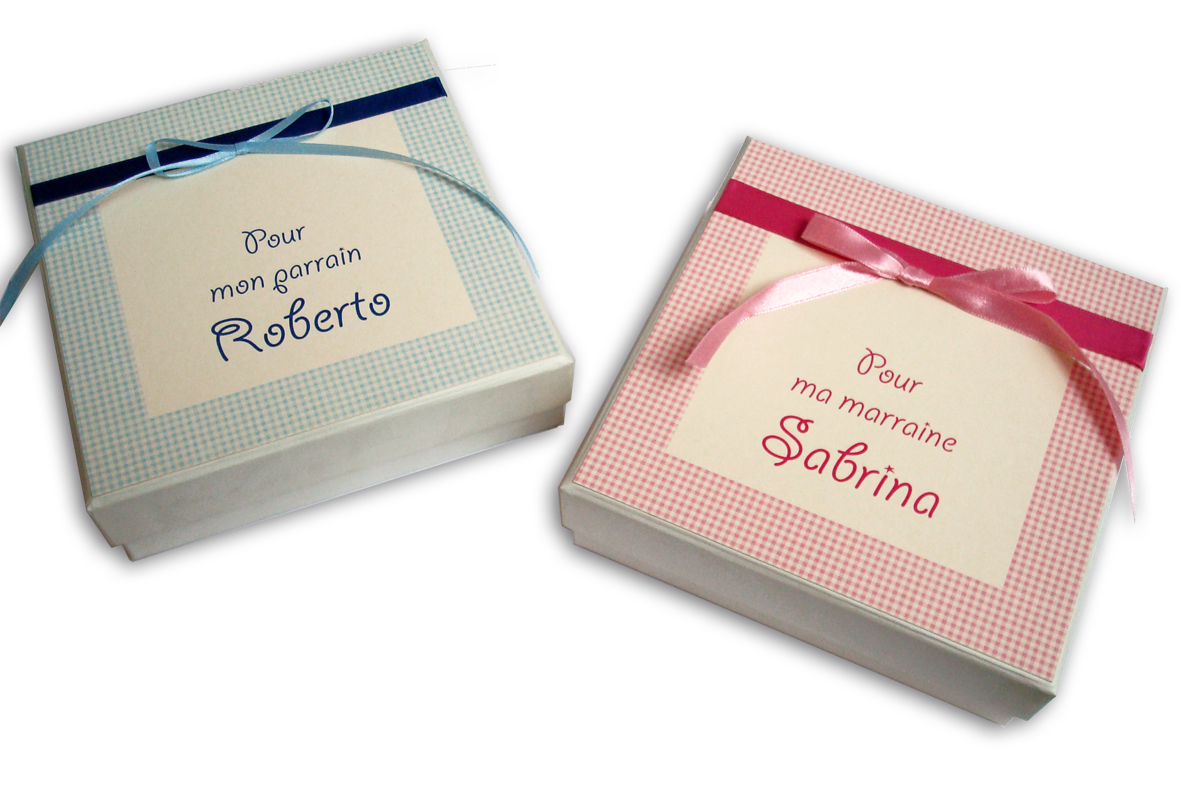 Pour
mon parrain
Roberto
Pour
ma marraine
Sabrina